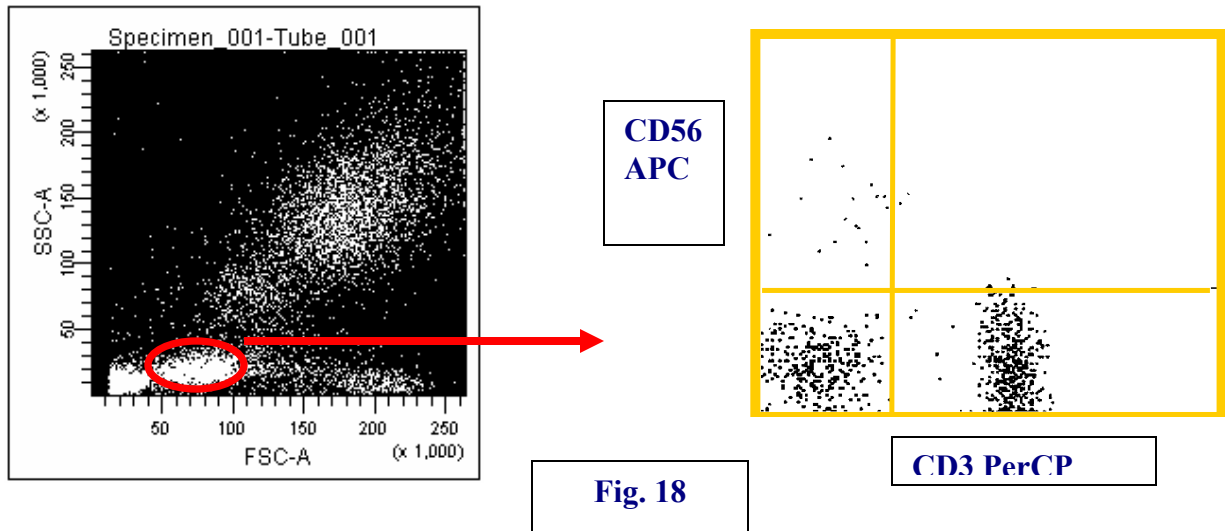 Specimen_001-Tube_001
(x 1,000)
SSC-A
250
200
150
100
50
50 100 150 200 250
FSC-A
(x 1,000)
CD56
APC
CD3 PerCP
Fig. 18